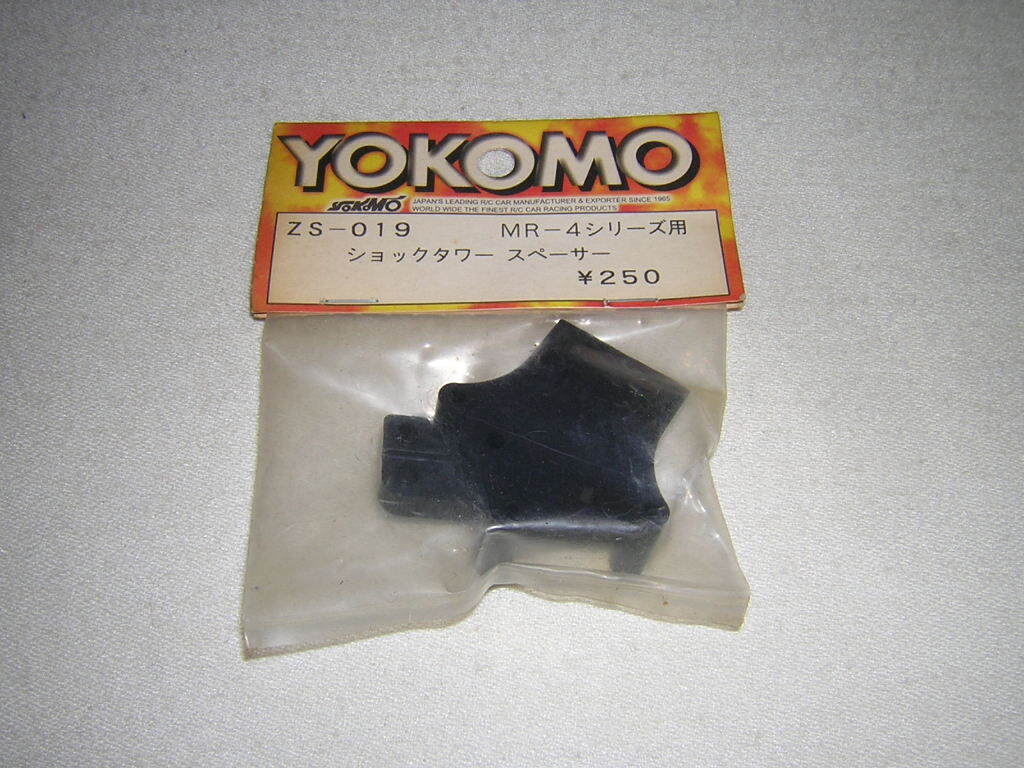 YOKOMO
YOKOMO JAPAN'S LEADING R/C CAR MANUFACTURER & EXPORTER SINCE 1965
WORLD WIDE THE FINEST R/C CAR RACING PRODUCTS
ZS-019 MR-4シリーズ用
ショックタワー スペーサー
¥250